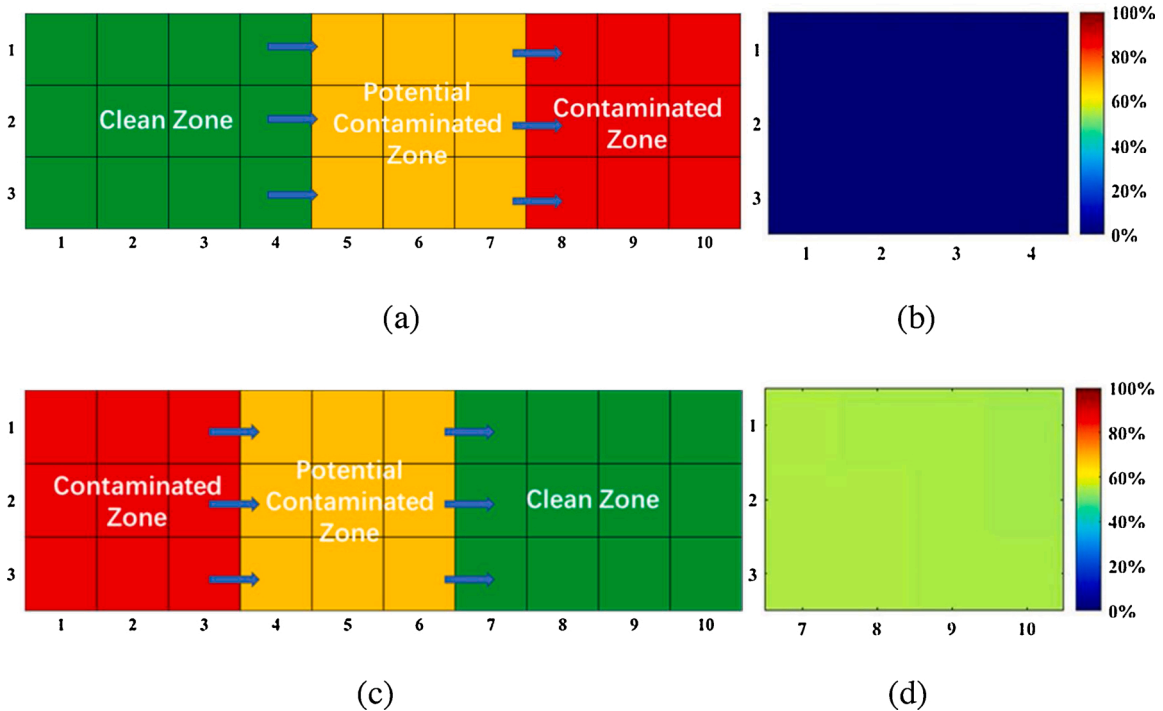 1
2
3
Clean Zone
Potential
Contaminated
Zone
Contaminated
Zone
1 2 3 4 5 6 7 8 9 10
(a)
1
2
3
1 2 3 4
100%
80%
60%
40%
20%
0%
(b)
1
2
3
Contaminated
Zone
Potential
Contaminated
Zone
Clean Zone
1 2 3 4 5 6 7 8 9 10
(c)
1
2
3
7 8 9 10
100%
80%
60%
40%
20%
0%
(d)